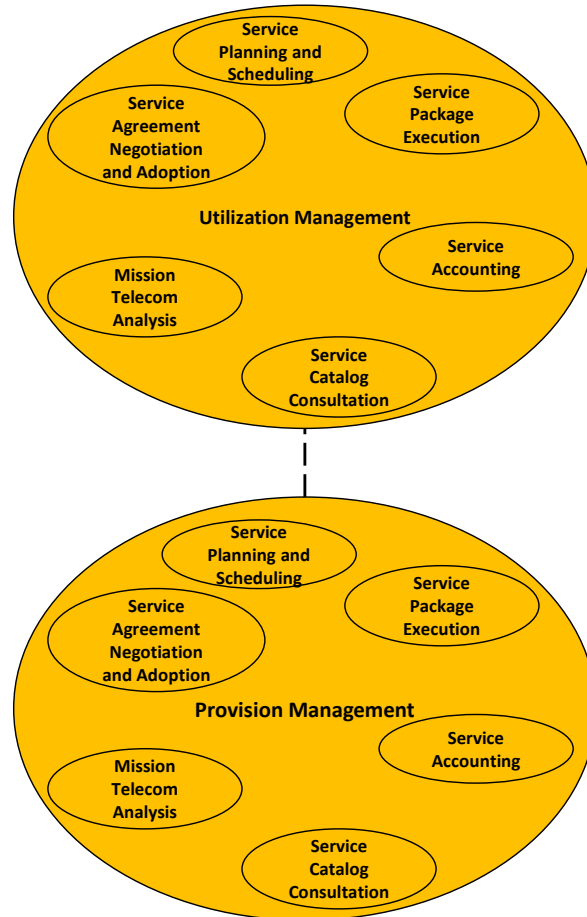 Service
Planning and
Scheduling
Service
Package
Execution
Service
Agreement
Negotiation
and Adoption
Utilization Management
Service
Accounting
Mission
Telecom
Analysis
Service
Catalog
Consultation
Service
Planning and
Scheduling
Service
Package
Execution
Service
Agreement
Negotiation
and Adoption
Provision Management
Service
Accounting
Mission
Telecom
Analysis
Service
Catalog
Consultation